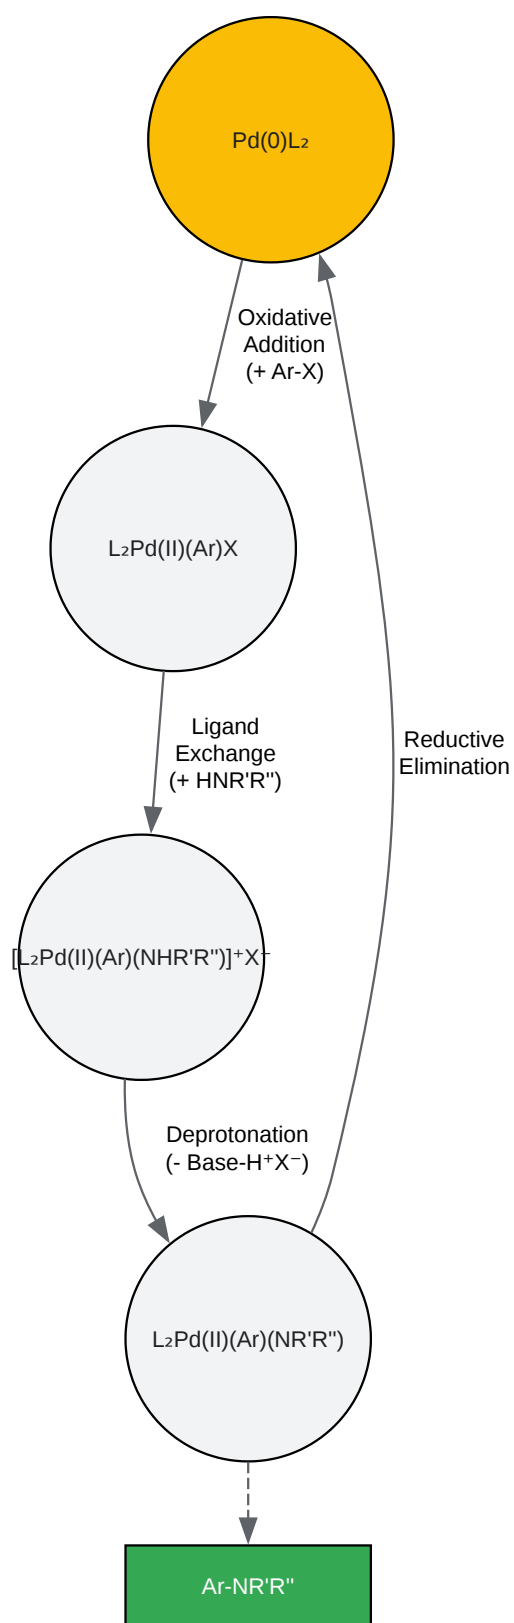 Pd(0)L₂
Oxidative
Addition
(+ Ar-X)
L₂Pd(II)(Ar)X
Ligand
Exchange
(+ HNR'R")
Reductive
Elimination
[L₂Pd(II)(Ar)(NHR'R")]⁺X⁻
Deprotonation
(- Base-H⁺X⁻)
L₂Pd(II)(Ar)(NR'R")
Ar-NR'R"